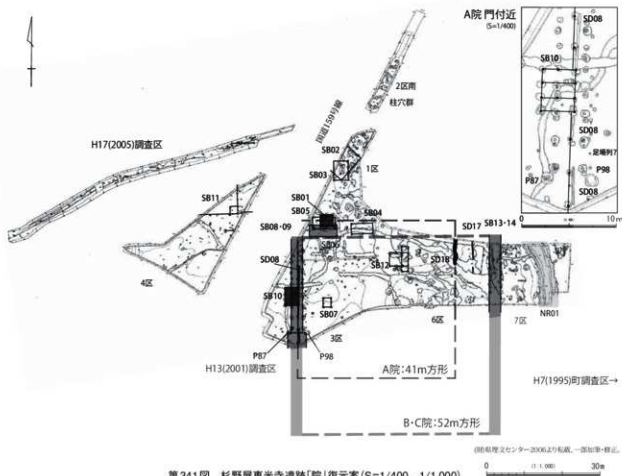 A院 門付近
(S=1/400)
SD08
SB10
SD08
足場列7
P87
P98
SD08
0
10m
2区南
柱穴群
国道159号線
H17(2005)調査区
SB02
1区
SB03
SB11
SB01
SB05
SB04
SD17
SB13・14
SB08・09
SB06
SD08
SB12
SD18
4区
SB10
SB07
6区
7区
NR01
3区
P87
P98
H13(2001)調査区
A院:41m方形
H7(1995)町調査区→
B・C院:52m方形
(財)県埋文センター2006より転載、一部加筆・修正。
第341図 杉野屋専光寺遺跡「院」復元案(S=1/400、1/1,000)
0
(1:1,000)
30m